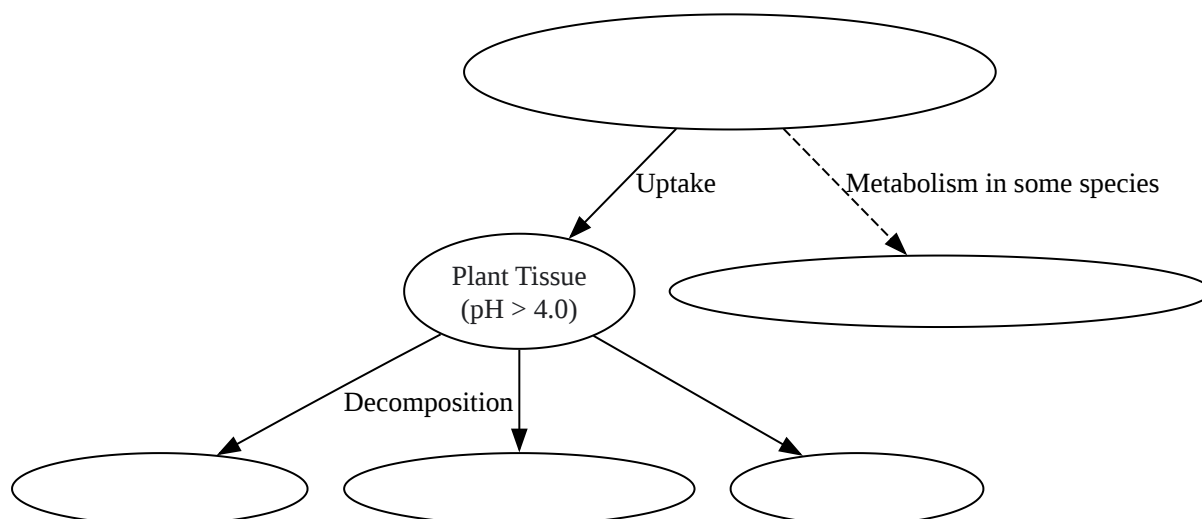 Uptake
Metabolism in some species
Plant Tissue
(pH > 4.0)
Decomposition